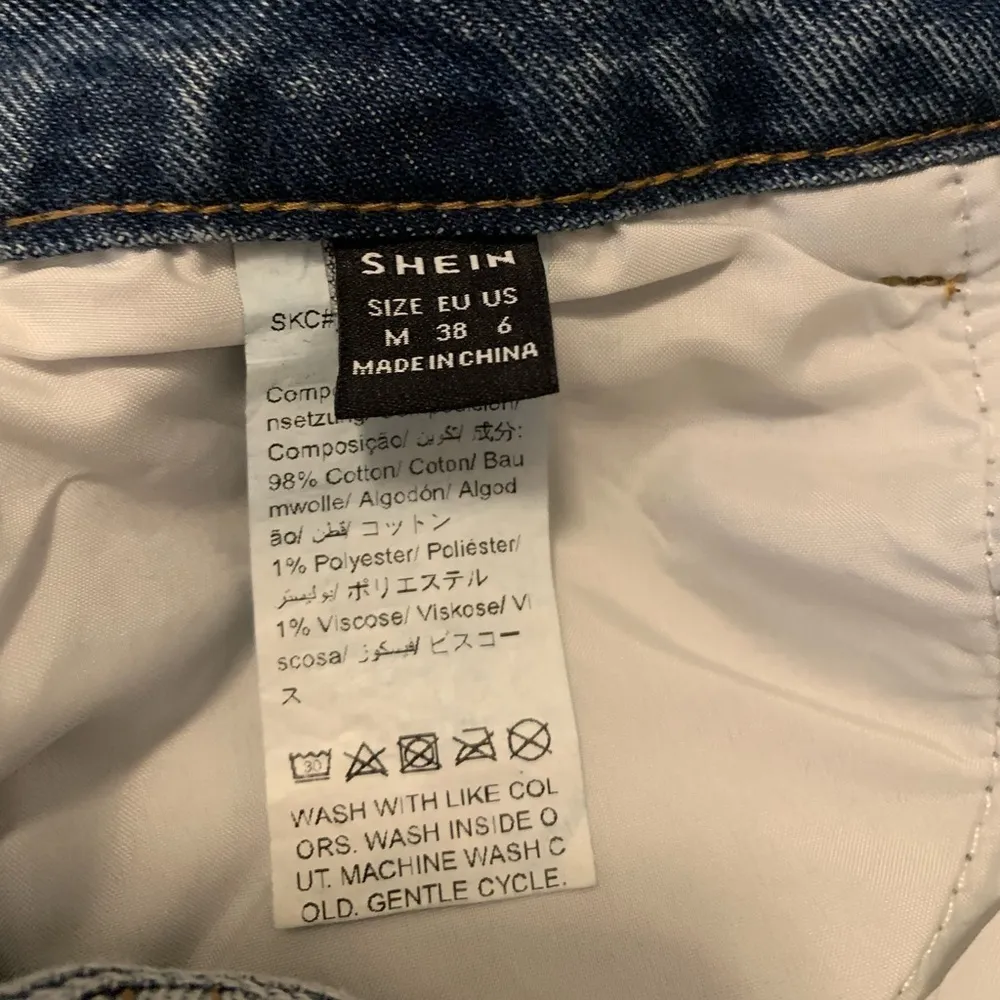 SHEIN
SIZE EU US
M 38 6
MADE IN CHINA
SKC#
Comp
nsetzung/ Composición/
Composição/ تكوين/ 成分:
98% Cotton/ Coton/ Bau
mwolle/ Algodón/ Algod
ão/ قطن/ コットン
1% Polyester/ Poliéster/
بوليستر/ ポリエステル
1% Viscose/ Viskose/ Vi
scosa/ فيسكوز/ ビスコー
ス
30
WASH WITH LIKE COL
ORS. WASH INSIDE O
UT. MACHINE WASH C
OLD. GENTLE CYCLE.